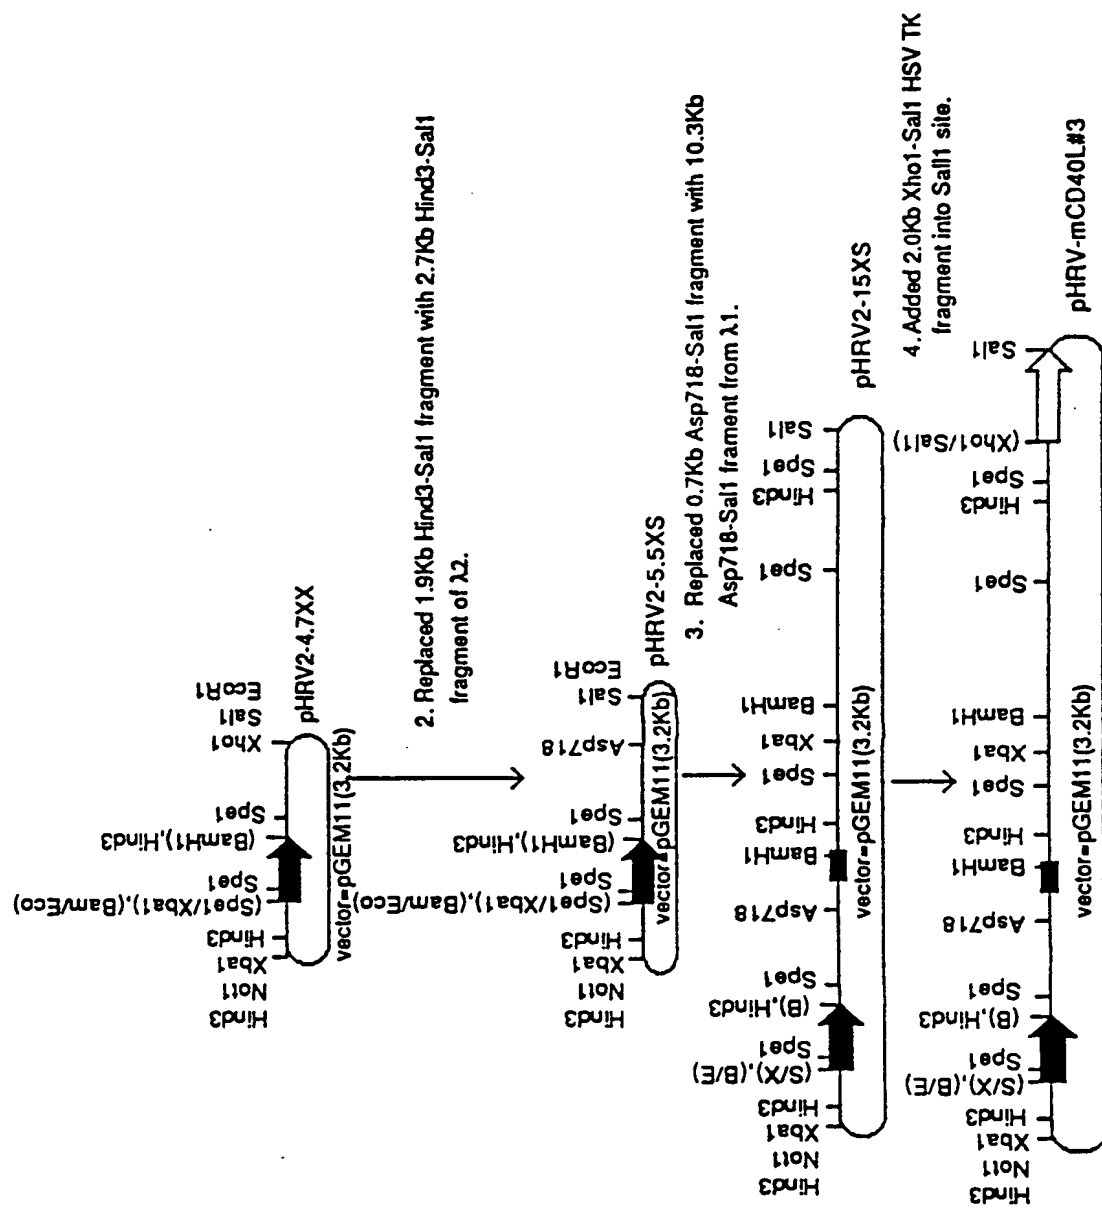 Hind3
Not1
Xba1
Hind3
(Spe1/Xba1),(Bam/Eco)
Spe1
(BamH1),Hind3
Spe1
Xho1
Sal1
EcoR1
pHRV2-4.7XX
vector=pGEM11(3.2Kb)
2. Replaced 1.9Kb Hind3-Sal1 fragment with 2.7Kb Hind3-Sal1
fragment of λ2.
Hind3
Not1
Xba1
Hind3
(Spe1/Xba1),(Bam/Eco)
Spe1
(BamH1),Hind3
Spe1
Asp718
Sal1
EcoR1
pHRV2-5.5XS
vector=pGEM11(3.2Kb)
3. Replaced 0.7Kb Asp718-Sal1 fragment with 10.3Kb
Asp718-Sal1 frament from λ1.
Hind3
Not1
Xba1
Hind3
(S/X),(B/E)
Spe1
(B),Hind3
Spe1
Asp718
BamH1
Hind3
Spe1
Xba1
BamH1
Spe1
Hind3
Spe1
Sal1
pHRV2-15XS
vector=pGEM11(3.2Kb)
4. Added 2.0Kb Xho1-Sal1 HSV TK
fragment into Sall1 site.
Hind3
Not1
Xba1
Hind3
(S/X),(B/E)
Spe1
(B),Hind3
Spe1
Asp718
BamH1
Hind3
Spe1
Xba1
BamH1
Spe1
Hind3
Spe1
(Xho1/Sal1)
Sal1
pHRV-mCD40L#3
vector=pGEM11(3.2Kb)